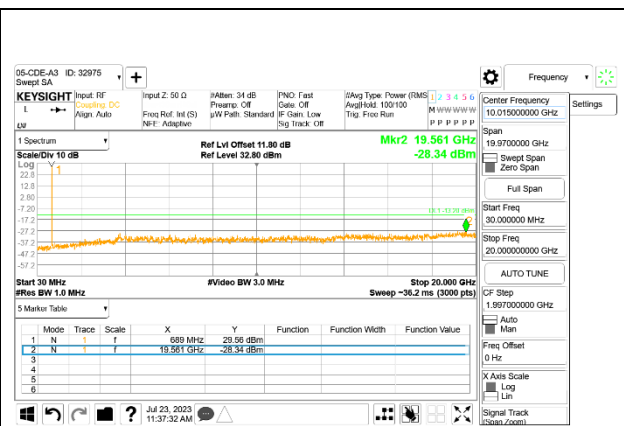 05-CDE-A3 ID: 32975
Swept SA
Frequency
Settings
KEYSIGHT
L
Input: RF
Coupling: DC
Align: Auto
Input Z: 50 Ω
Freq Ref: Int (S)
NFE: Adaptive
#Atten: 34 dB
Preamp: Off
µW Path: Standard
PNO: Fast
Gate: Off
IF Gain: Low
Sig Track: Off
#Avg Type: Power (RMS
Avg|Hold: 100/100
Trig: Free Run
1 2 3 4 5 6
M W W W W W
P P P P P P
1 Spectrum
Scale/Div 10 dB
Ref Lvl Offset 11.80 dB
Ref Level 32.80 dBm
Mkr2 19.561 GHz
-28.34 dBm
Log
22.8
12.8
2.80
-7.20
-17.2
-27.2
-37.2
-47.2
-57.2
1
Start 30 MHz
#Res BW 1.0 MHz
#Video BW 3.0 MHz
Stop 20.000 GHz
Sweep ~36.2 ms (3000 pts)
5 Marker Table
Mode Trace Scale X Y Function Function Width Function Value
1 N 1 f 689 MHz 29.56 dBm
2 N 1 f 19.561 GHz -28.34 dBm
3
4
5
6
Jul 23, 2023
11:37:32 AM
Center Frequency
10.015000000 GHz
Span
19.9700000 GHz
Swept Span
Zero Span
Full Span
Start Freq
30.000000 MHz
Stop Freq
20.000000000 GHz
AUTO TUNE
CF Step
1.997000000 GHz
Auto
Man
Freq Offset
0 Hz
X Axis Scale
Log
Lin
Signal Track
(Span Zoom)